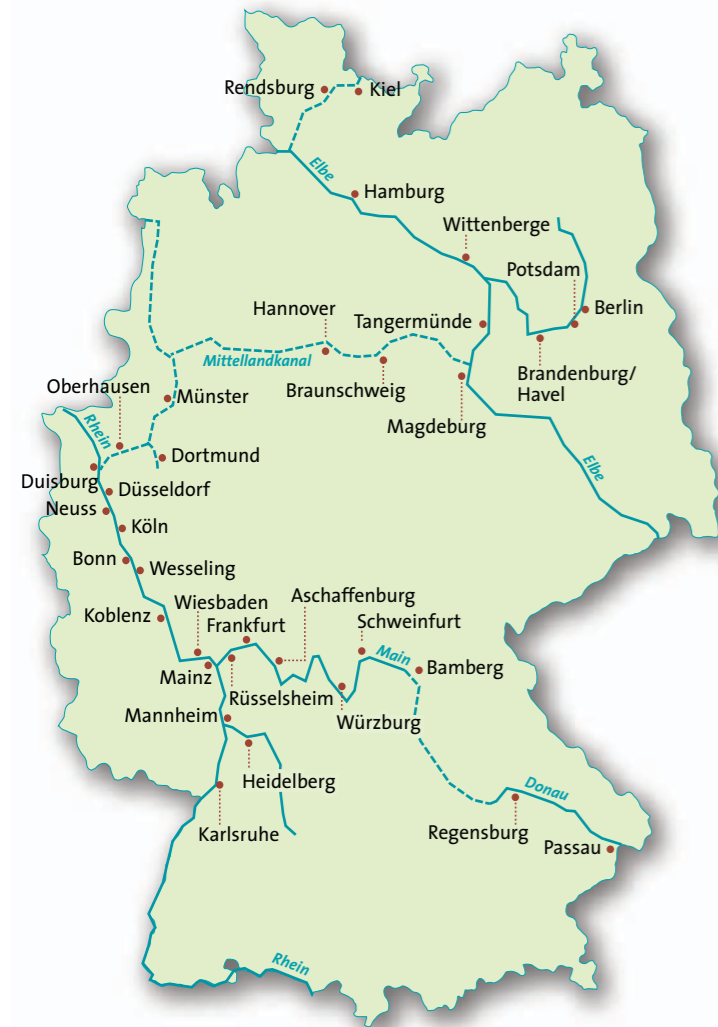 Rendsburg
Kiel
Elbe
Hamburg
Wittenberge
Potsdam
Hannover
Tangermünde
Berlin
Mittellandkanal
Oberhausen
Braunschweig
Brandenburg/
Havel
Münster
Magdeburg
Rhein
Dortmund
Elbe
Duisburg
Düsseldorf
Neuss
Köln
Bonn
Wesseling
Aschaffenburg
Wiesbaden
Koblenz
Frankfurt
Schweinfurt
Main
Bamberg
Mainz
Rüsselsheim
Mannheim
Würzburg
Heidelberg
Donau
Karlsruhe
Regensburg
Passau
Rhein